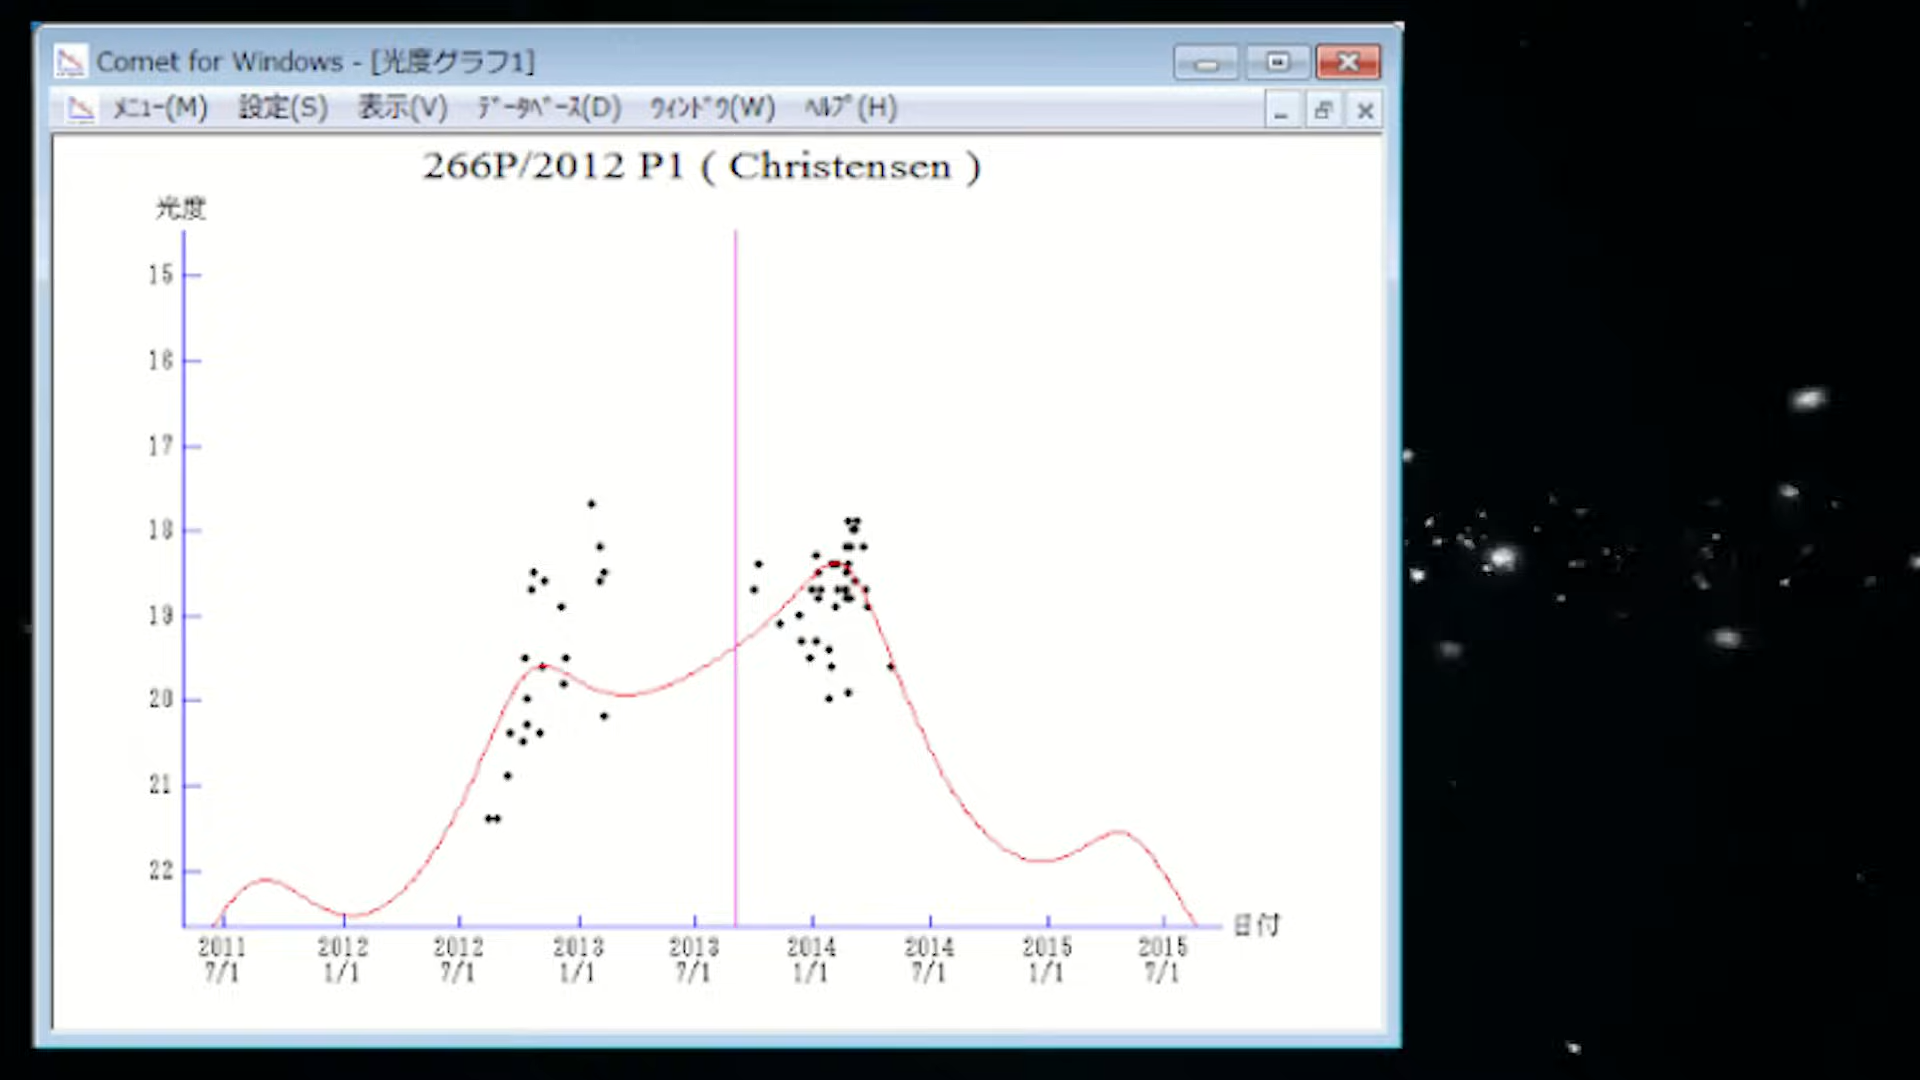 Comet for Windows - [光度グラフ1]
ﾒﾆｭｰ(M) 設定(S) 表示(V) ﾃﾞｰﾀﾍﾞｰｽ(D) ｳｨﾝﾄﾞｳ(W) ﾍﾙﾌﾟ(H)
266P/2012 P1 ( Christensen )
光度
15
16
17
18
19
20
21
22
日付
2011 2012 2012 2013 2013 2014 2014 2015 2015
7/1 1/1 7/1 1/1 7/1 1/1 7/1 1/1 7/1